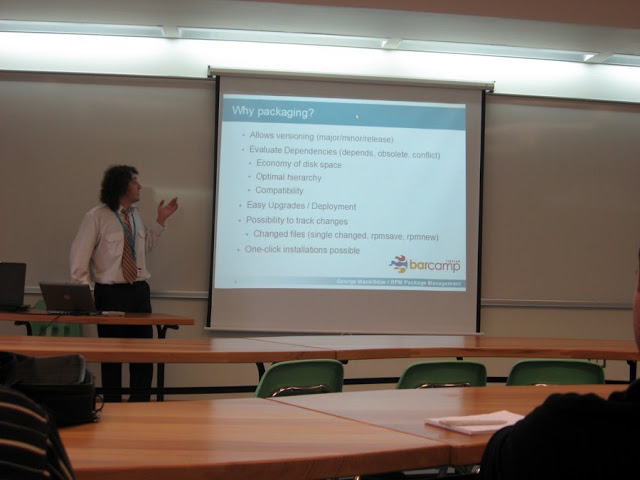 Why packaging?
Allows versioning (major/minor/release)
Evaluate Dependencies (depends, obsolete, conflict)
Economy of disk space
Optimal hierarchy
Compatibility
Easy Upgrades / Deployment
Possibility to track changes
Changed files (single changed, rpmsave, rpmnew)
One-click installations possible
barcamp
/ RPM Package Management